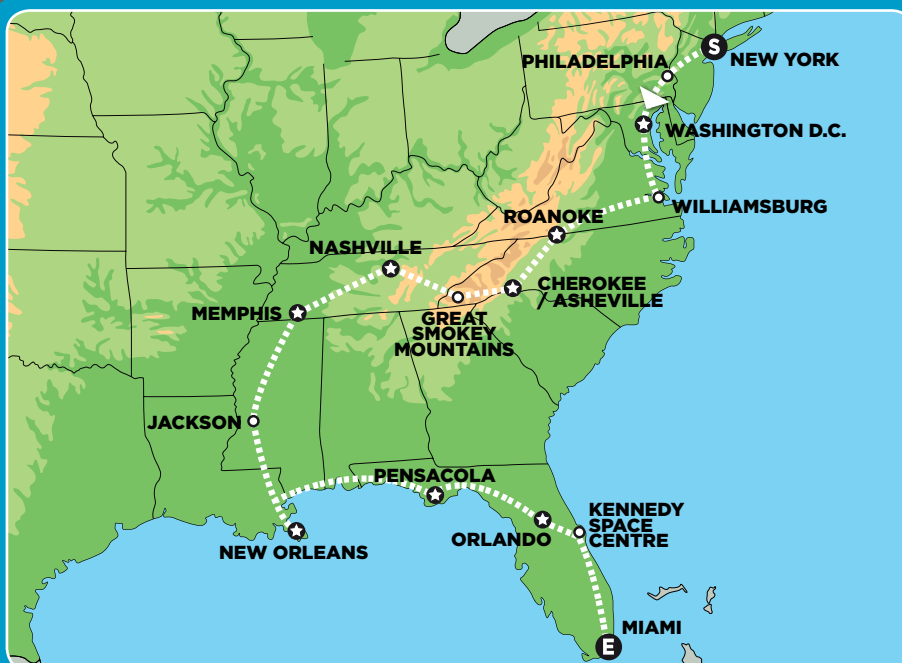 S
NEW YORK
PHILADELPHIA
WASHINGTON D.C.
WILLIAMSBURG
ROANOKE
NASHVILLE
CHEROKEE
/ ASHEVILLE
MEMPHIS
GREAT
SMOKEY
MOUNTAINS
JACKSON
PENSACOLA
KENNEDY
SPACE
CENTRE
ORLANDO
NEW ORLEANS
MIAMI
E